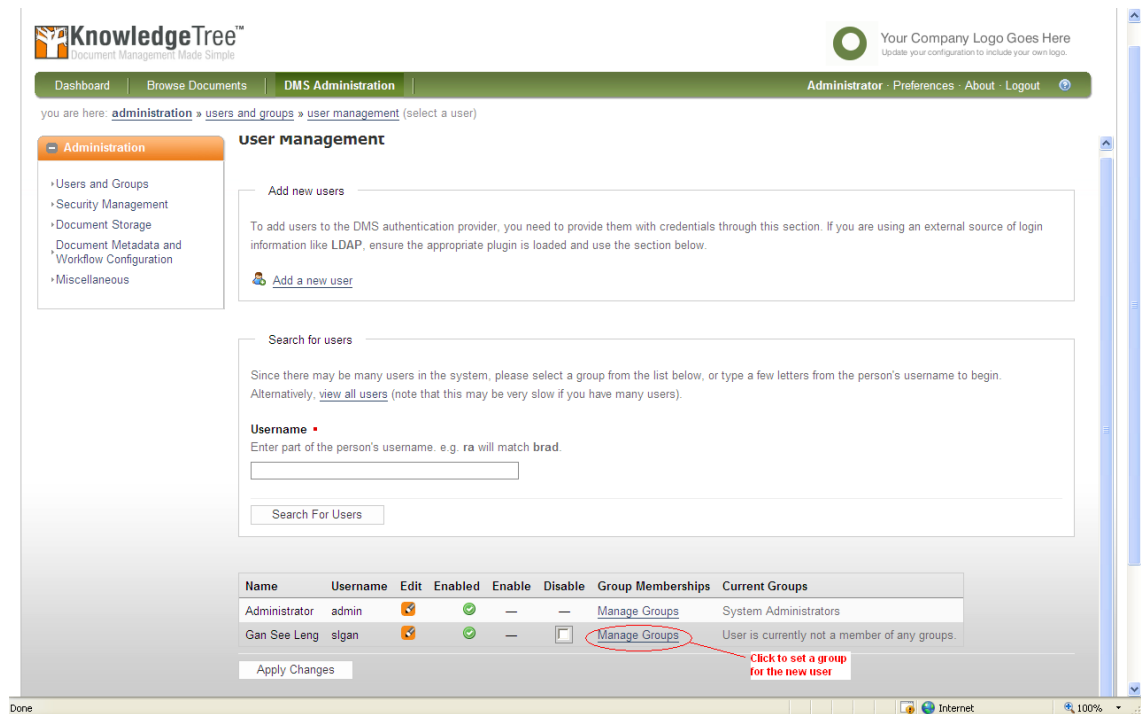 KnowledgeTree™
Document Management Made Simple
Your Company Logo Goes Here
Update your configuration to include your own logo.
Dashboard Browse Documents DMS Administration Administrator · Preferences · About · Logout
you are here: administration » users and groups » user management (select a user)
Administration
Users and Groups
Security Management
Document Storage
Document Metadata and
Workflow Configuration
Miscellaneous
User Management
Add new users
To add users to the DMS authentication provider, you need to provide them with credentials through this section. If you are using an external source of login
information like LDAP, ensure the appropriate plugin is loaded and use the section below.
Add a new user
Search for users
Since there may be many users in the system, please select a group from the list below, or type a few letters from the person's username to begin.
Alternatively, view all users (note that this may be very slow if you have many users).
Username
Enter part of the person's username. e.g. ra will match brad.
Search For Users
Name Username Edit Enabled Enable Disable Group Memberships Current Groups
Administrator admin — — Manage Groups System Administrators
Gan See Leng slgan — Manage Groups User is currently not a member of any groups.
Click to set a group
for the new user
Apply Changes
Done Internet 100%